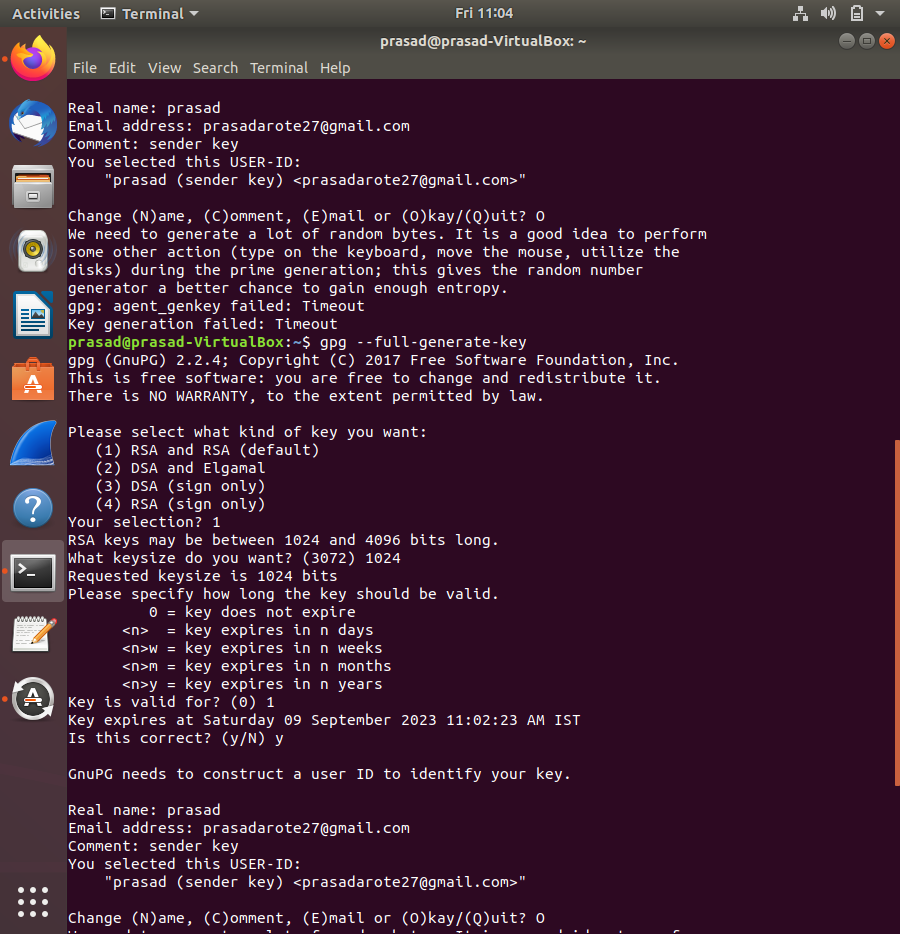 Activities Terminal Fri 11:04
prasad@prasad-VirtualBox: ~
File Edit View Search Terminal Help
Real name: prasad
Email address: prasadarote27@gmail.com
Comment: sender key
You selected this USER-ID:
    "prasad (sender key) <prasadarote27@gmail.com>"
Change (N)ame, (C)omment, (E)mail or (O)kay/(Q)uit? O
We need to generate a lot of random bytes. It is a good idea to perform
some other action (type on the keyboard, move the mouse, utilize the
disks) during the prime generation; this gives the random number
generator a better chance to gain enough entropy.
gpg: agent_genkey failed: Timeout
Key generation failed: Timeout
prasad@prasad-VirtualBox:~$ gpg --full-generate-key
gpg (GnuPG) 2.2.4; Copyright (C) 2017 Free Software Foundation, Inc.
This is free software: you are free to change and redistribute it.
There is NO WARRANTY, to the extent permitted by law.
Please select what kind of key you want:
   (1) RSA and RSA (default)
   (2) DSA and Elgamal
   (3) DSA (sign only)
   (4) RSA (sign only)
Your selection? 1
RSA keys may be between 1024 and 4096 bits long.
What keysize do you want? (3072) 1024
Requested keysize is 1024 bits
Please specify how long the key should be valid.
         0 = key does not expire
      <n>  = key expires in n days
      <n>w = key expires in n weeks
      <n>m = key expires in n months
      <n>y = key expires in n years
Key is valid for? (0) 1
Key expires at Saturday 09 September 2023 11:02:23 AM IST
Is this correct? (y/N) y
GnuPG needs to construct a user ID to identify your key.
Real name: prasad
Email address: prasadarote27@gmail.com
Comment: sender key
You selected this USER-ID:
    "prasad (sender key) <prasadarote27@gmail.com>"
Change (N)ame, (C)omment, (E)mail or (O)kay/(Q)uit? O